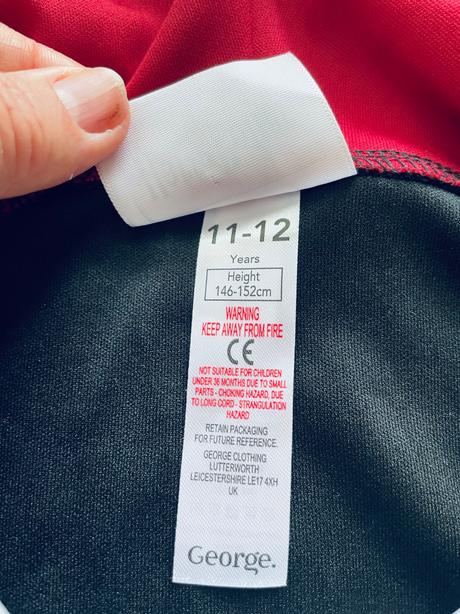 11-12
Years
Height
146-152cm
WARNING
KEEP AWAY FROM FIRE
CE
NOT SUITABLE FOR CHILDREN
UNDER 36 MONTHS DUE TO SMALL
PARTS - CHOKING HAZARD, DUE
TO LONG CORD - STRANGULATION
HAZARD
RETAIN PACKAGING
FOR FUTURE REFERENCE.
GEORGE CLOTHING
LUTTERWORTH
LEICESTERSHIRE LE17 4XH
UK
George.